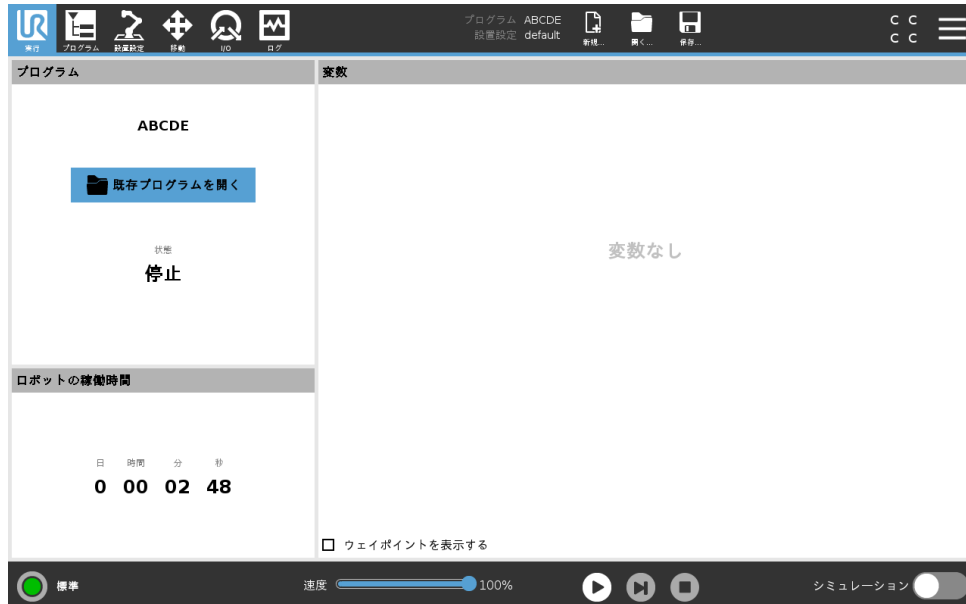 プログラム ABCDE
設置設定 default
実行 プログラム 設置設定 移動 I/O ログ 新規... 開く... 保存...
C C
C C
プログラム
変数
ABCDE
既存プログラムを開く
状態
停止
変数なし
ロボットの稼働時間
日 時間 分 秒
0 00 02 48
ウェイポイントを表示する
標準
速度 100%
シミュレーション